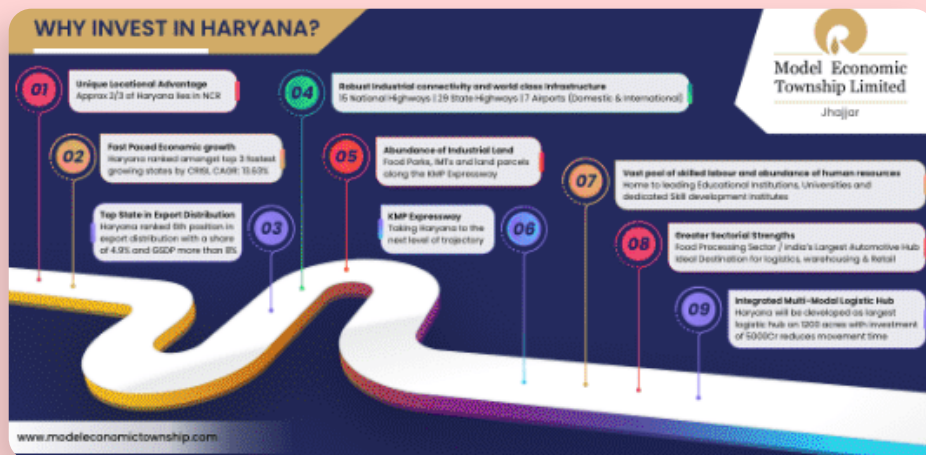 WHY INVEST IN HARYANA?
Model Economic
Township Limited
Jhajjar
01
Unique Locational Advantage
Approx 2/3 of Haryana lies in NCR
02
Fast Paced Economic growth
Haryana ranked amongst top 3 fastest
growing states by CRISIL CAGR: 13.63%
Top State in Export Distribution
Haryana ranked 5th position in
export distribution with a share
of 4.9% and GSDP more than 8%
03
04
Robust industrial connectivity and world class infrastructure
15 National Highways | 29 State Highways | 7 Airports (Domestic & International)
05
Abundance of Industrial Land
Food Parks, IMTs and land parcels
along the KMP Expressway
KMP Expressway
Taking Haryana to the
next level of trajectory
06
07
Vast pool of skilled labour and abundance of human resources
Home to leading Educational Institutions, Universities and
dedicated Skill development institutes
08
Greater Sectorial Strengths
Food Processing Sector / India's Largest Automotive Hub
Ideal Destination for logistics, warehousing & Retail
09
Integrated Multi-Modal Logistic Hub
Haryana will be developed as largest
logistic hub on 1200 acres with investment
of 5000Cr reduces movement time
www.modeleconomictownship.com